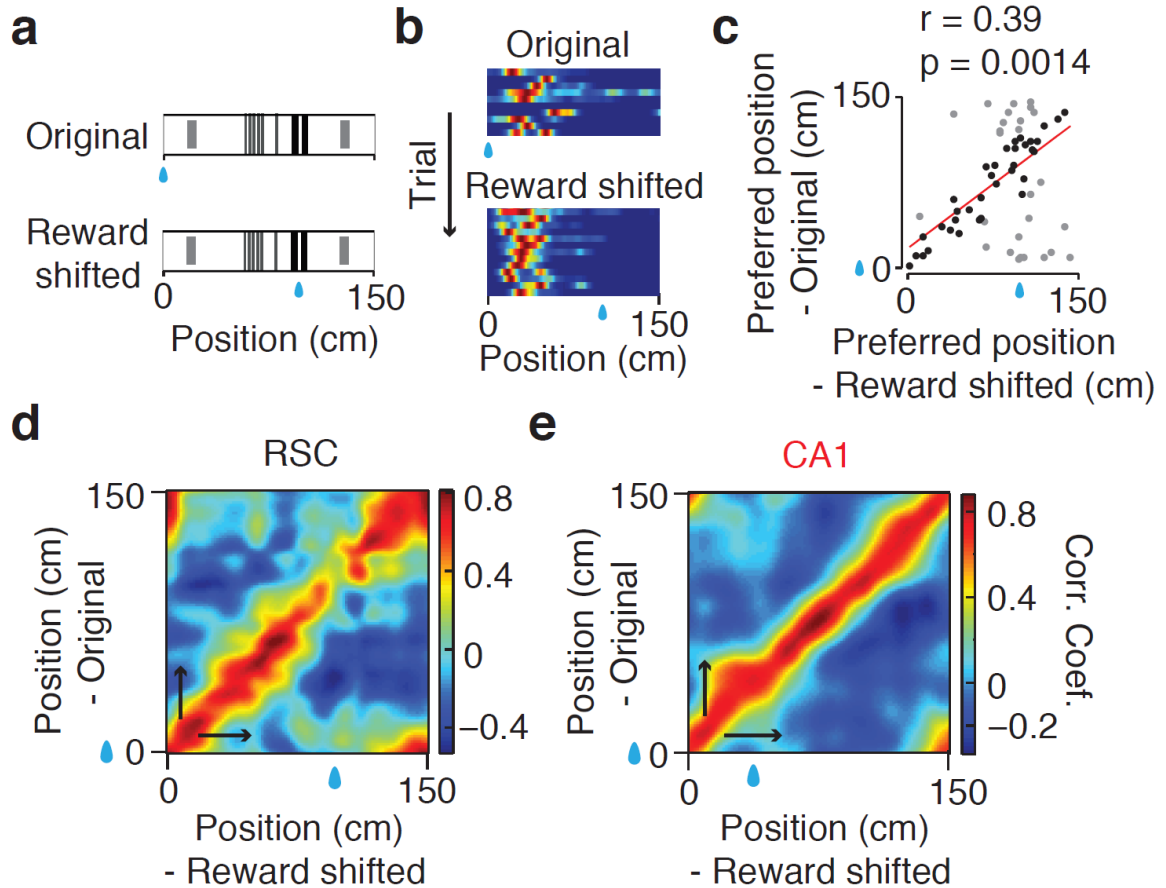 a
Original
Reward
shifted
0
150
Position (cm)
b
Original
Trial
Reward shifted
0
150
Position (cm)
c
r = 0.39
p = 0.0014
Preferred position
- Original (cm)
150
0
0
150
Preferred position
- Reward shifted (cm)
d
RSC
Position (cm)
- Original
150
0
0
150
Position (cm)
- Reward shifted
0.8
0.4
0
−0.4
e
CA1
Position (cm)
- Original
150
0
0
150
Position (cm)
- Reward shifted
0.8
0.4
0
−0.2
Corr. Coef.